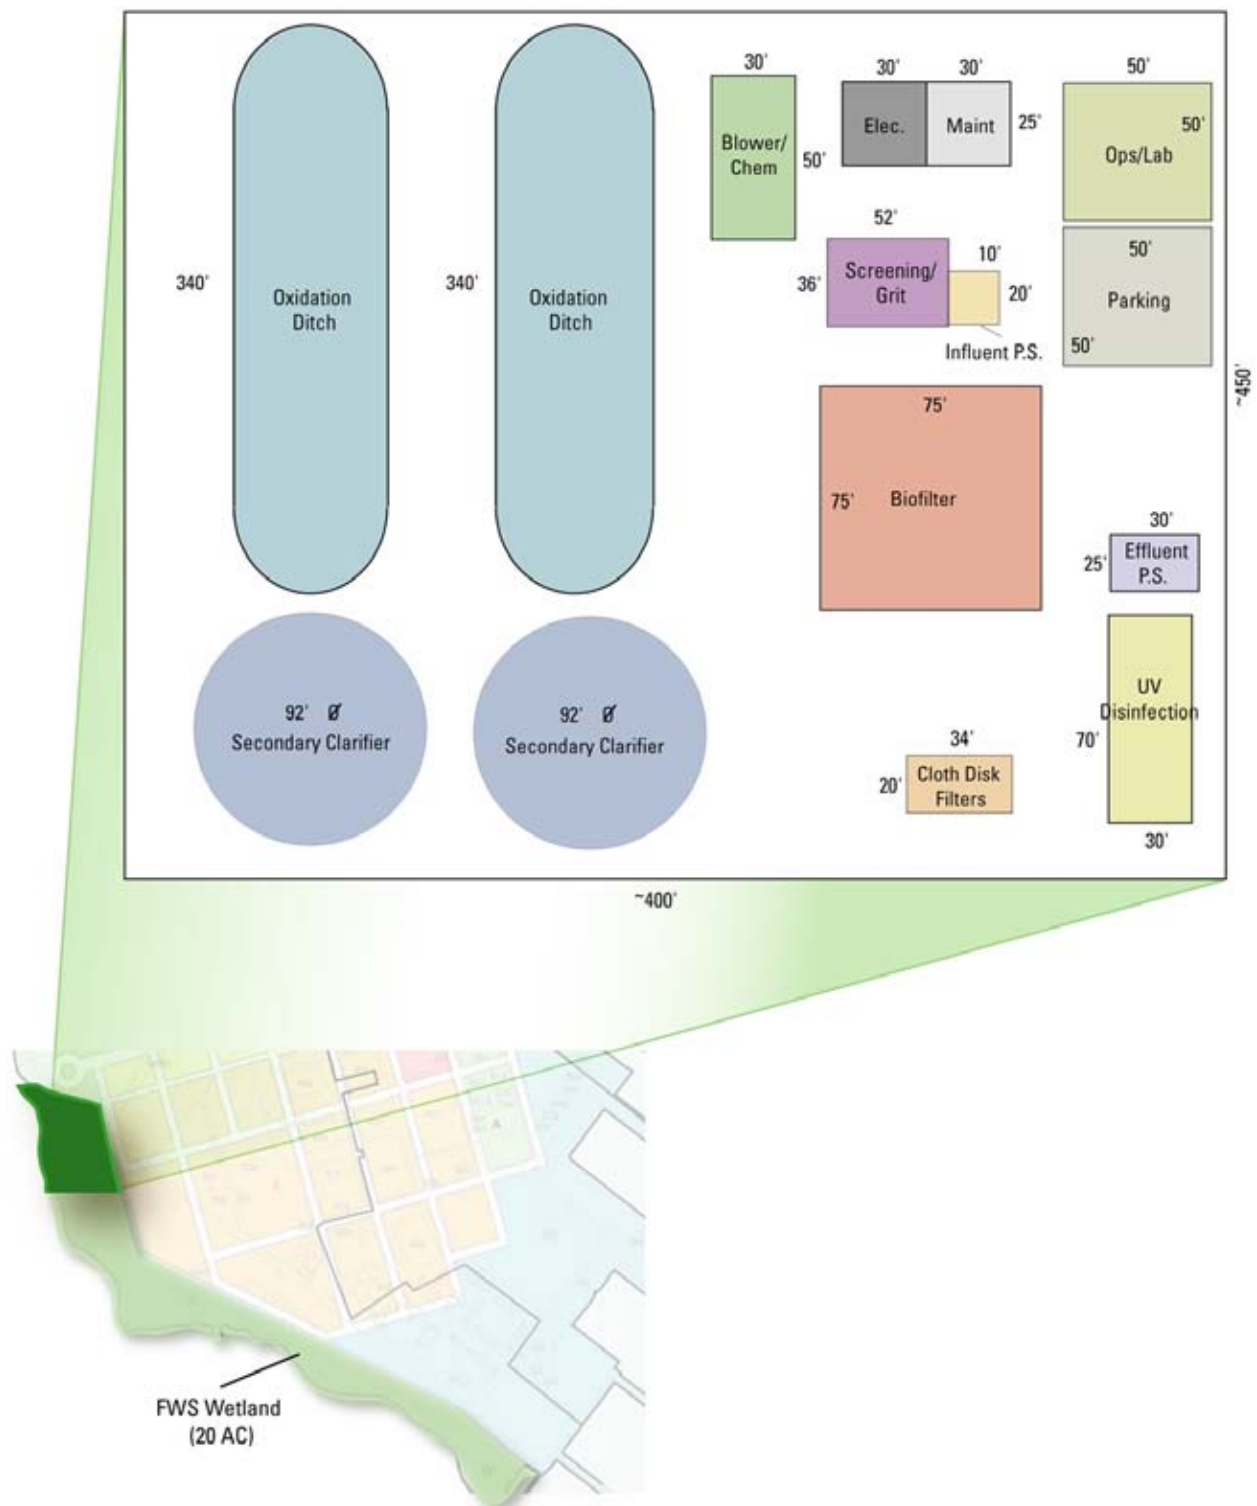 30'
30'
30'
50'
Blower/
Chem
50'
Elec.
Maint
25'
50'
Ops/Lab
52'
10'
50'
340'
Oxidation
Ditch
340'
Oxidation
Ditch
36'
Screening/
Grit
20'
Parking
Influent P.S.
50'
~450'
75'
75'
Biofilter
30'
25'
Effluent
P.S.
92' Ø
Secondary Clarifier
92' Ø
Secondary Clarifier
UV
Disinfection
70'
34'
20'
Cloth Disk
Filters
30'
~400'
FWS Wetland
(20 AC)